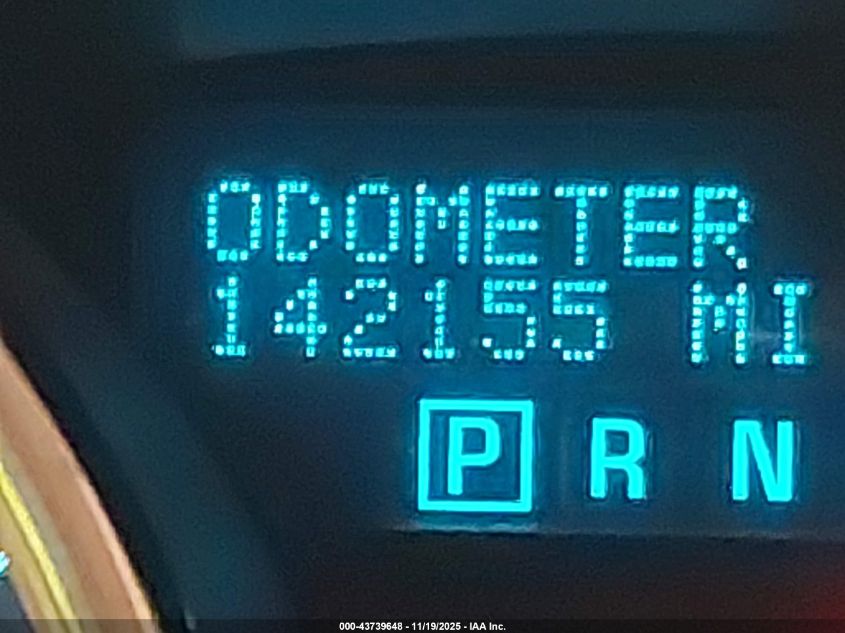 ODOMETER
142155 MI
P R N
000-43739648 - 11/19/2025 - IAA Inc.